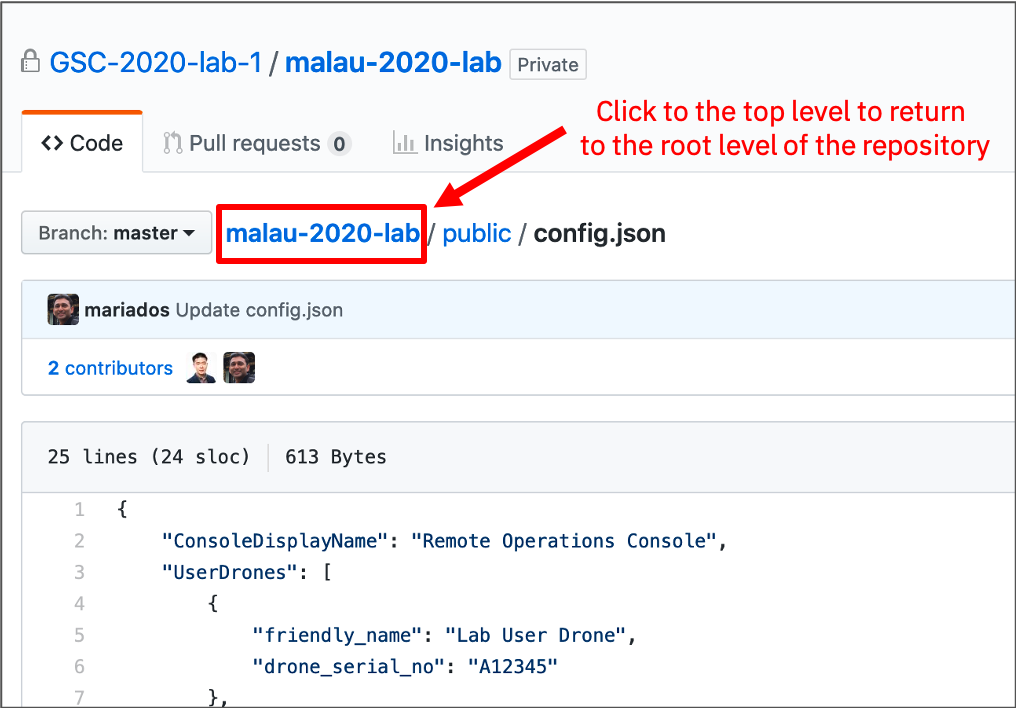 GSC-2020-lab-1 / malau-2020-lab Private
Click to the top level to return
to the root level of the repository
<> Code Pull requests 0 Insights
Branch: master malau-2020-lab / public / config.json
mariados Update config.json
2 contributors
25 lines (24 sloc) 613 Bytes
1 {
2 "ConsoleDisplayName": "Remote Operations Console",
3 "UserDrones": [
4 {
5 "friendly_name": "Lab User Drone",
6 "drone_serial_no": "A12345"
7 },